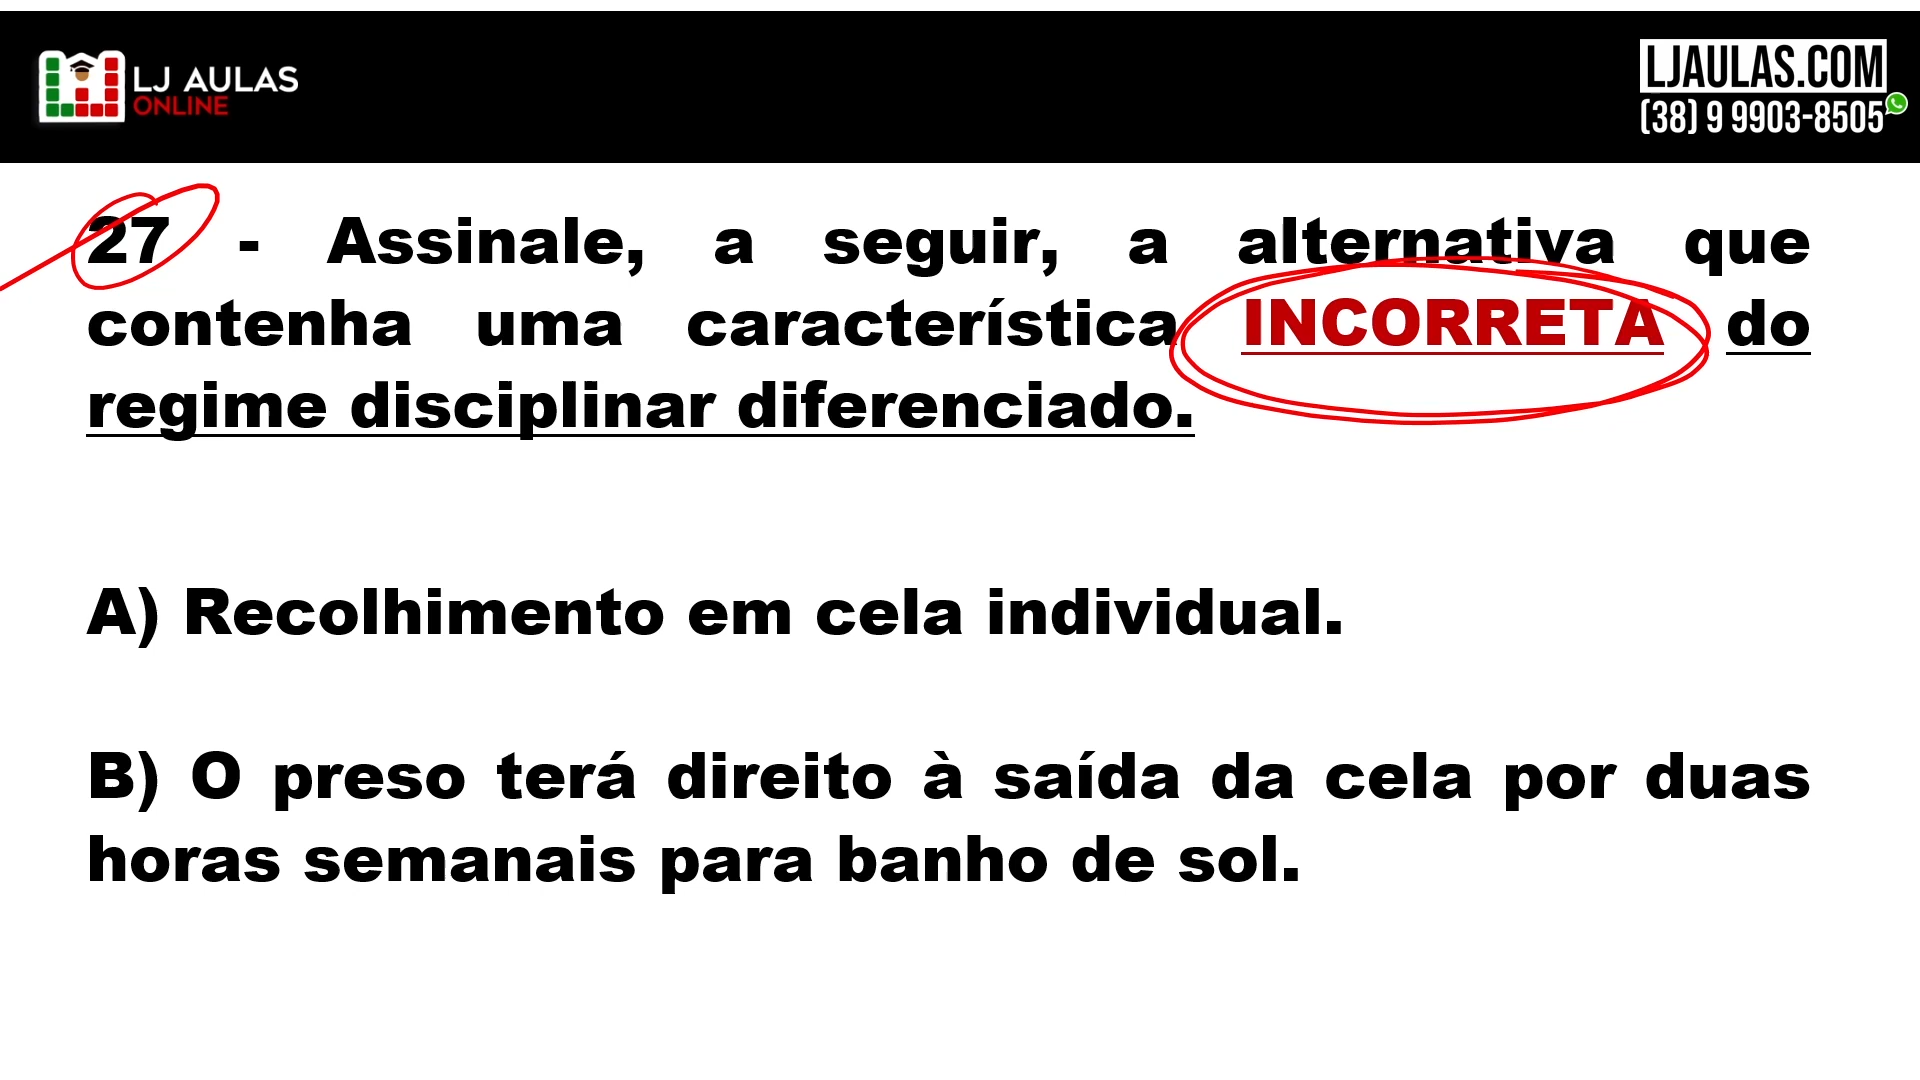 LJ AULAS
ONLINE
LJAULAS.COM
(38) 9 9903-8505
27 - Assinale, a seguir, a alternativa que
contenha uma característica INCORRETA do
regime disciplinar diferenciado.
A) Recolhimento em cela individual.
B) O preso terá direito à saída da cela por duas
horas semanais para banho de sol.